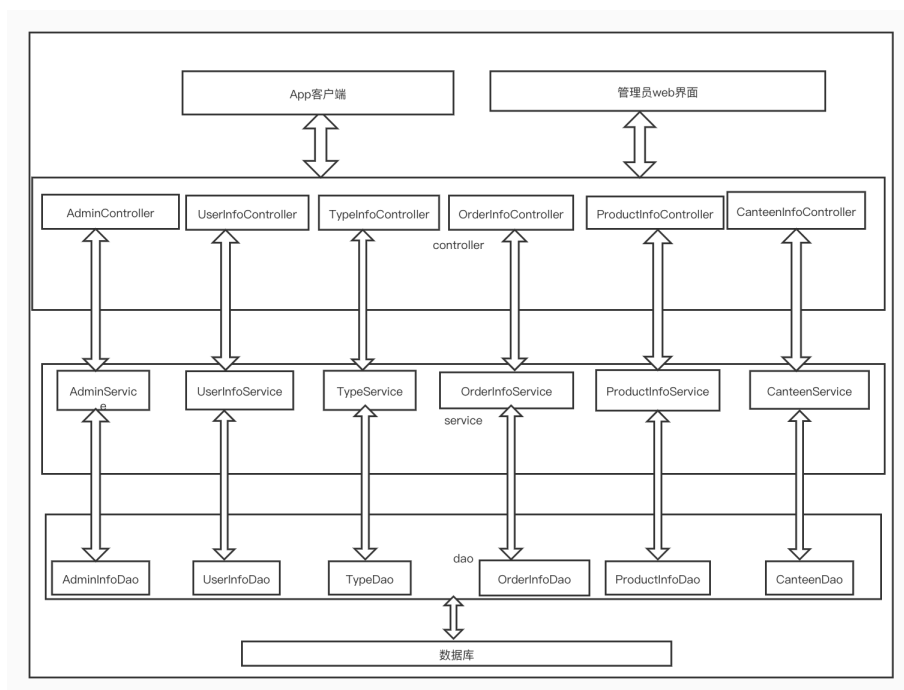 App客户端
管理员web界面
AdminController
UserInfoController
TypeInfoController
OrderInfoController
ProductInfoController
CanteenInfoController
controller
AdminServic
e
UserInfoService
TypeService
OrderInfoService
ProductInfoService
CanteenService
service
dao
AdminInfoDao
UserInfoDao
TypeDao
OrderInfoDao
ProductInfoDao
CanteenDao
数据库